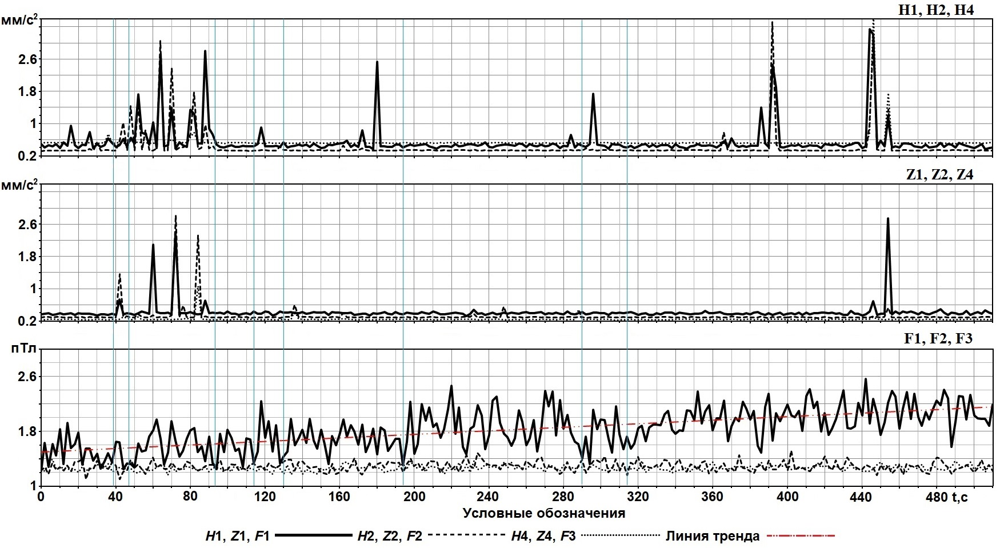 H1, H2, H4
мм/с²
2.6
1.8
1
0.2
Z1, Z2, Z4
мм/с²
2.6
1.8
1
0.2
F1, F2, F3
пТл
2.6
1.8
1
0 40 80 120 160 200 240 280 320 360 400 440 480 t,с
Условные обозначения
H1, Z1, F1 H2, Z2, F2 H4, Z4, F3 Линия тренда